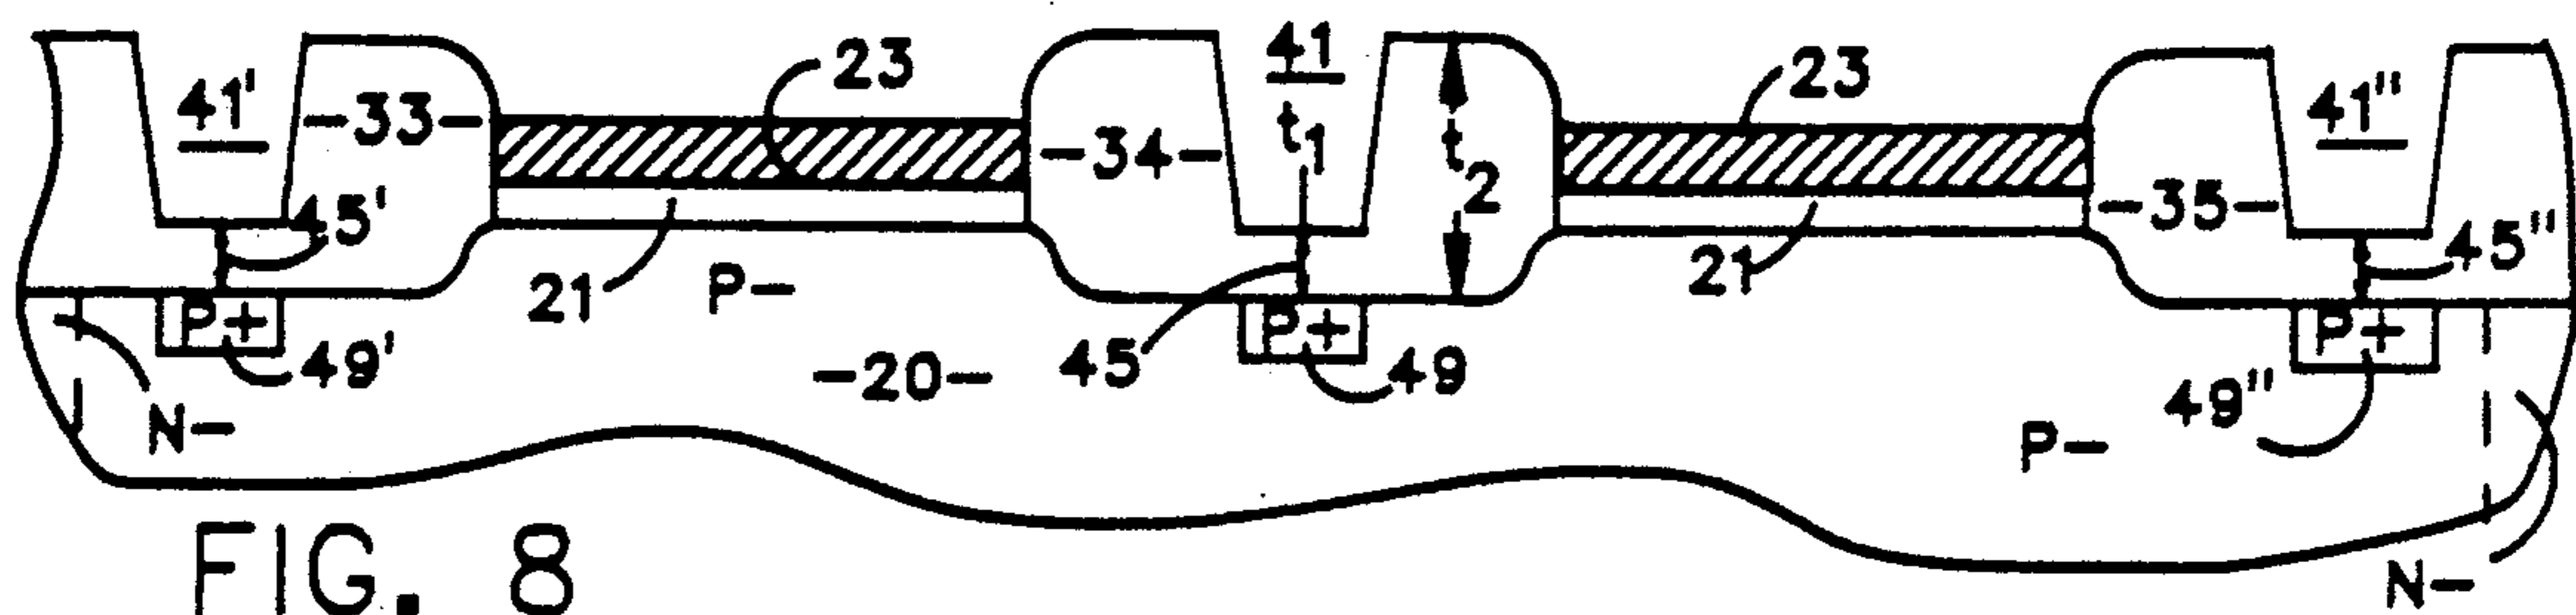 41'
-33-
23
-34-
41
t1
t2
23
41"
-35-
45'
21
P-
21
45"
P+
49'
N-
-20-
45
P+
49
P+
49"
P-
N-
FIG. 8